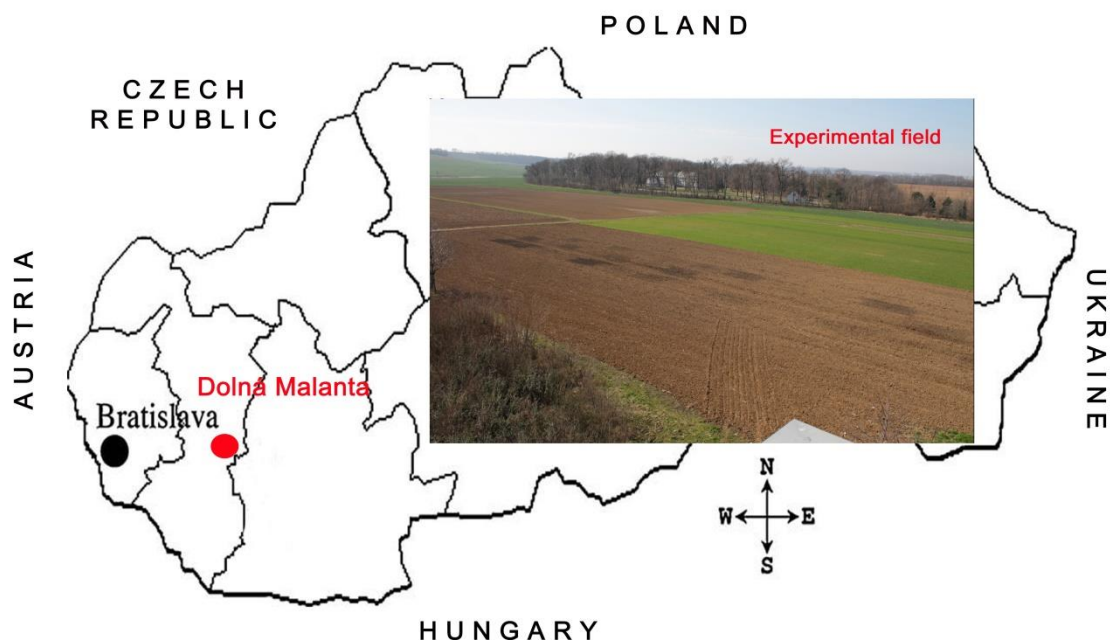 POLAND
CZECH
REPUBLIC
Experimental field
AUSTRIA
UKRAINE
Dolná Malanta
Bratislava
N
W E
S
HUNGARY